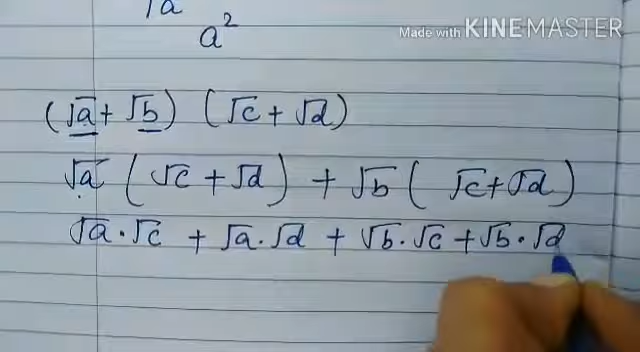 √a
a²
Made with KINEMASTER
(√a + √b) (√c + √d)
√a (√c + √d) + √b (√c + √d)
√a · √c + √a · √d + √b · √c + √b · √d